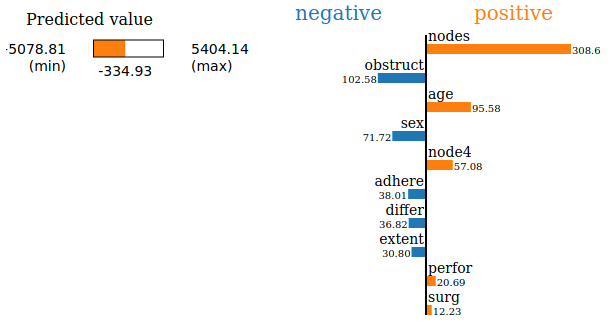 Predicted value
-5078.81
(min)
-334.93
5404.14
(max)
negative
positive
nodes
308.6
obstruct
102.58
age
95.58
sex
71.72
node4
57.08
adhere
38.01
differ
36.82
extent
30.80
perfor
20.69
surg
12.23